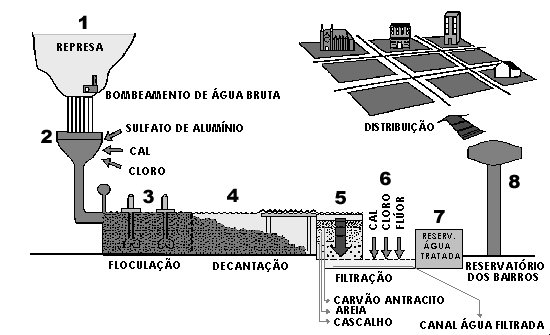 1
REPRESA
BOMBEAMENTO DE ÁGUA BRUTA
2
SULFATO DE ALUMÍNIO
CAL
CLORO
DISTRIBUIÇÃO
3
4
5
6
CAL
CLORO
FLÚOR
7
RESERV.
ÁGUA
TRATADA
8
FLOCULAÇÃO
DECANTAÇÃO
FILTRAÇÃO
RESERVATÓRIO
DOS BAIRROS
CARVÃO ANTRACITO
AREIA
CASCALHO
CANAL ÁGUA FILTRADA